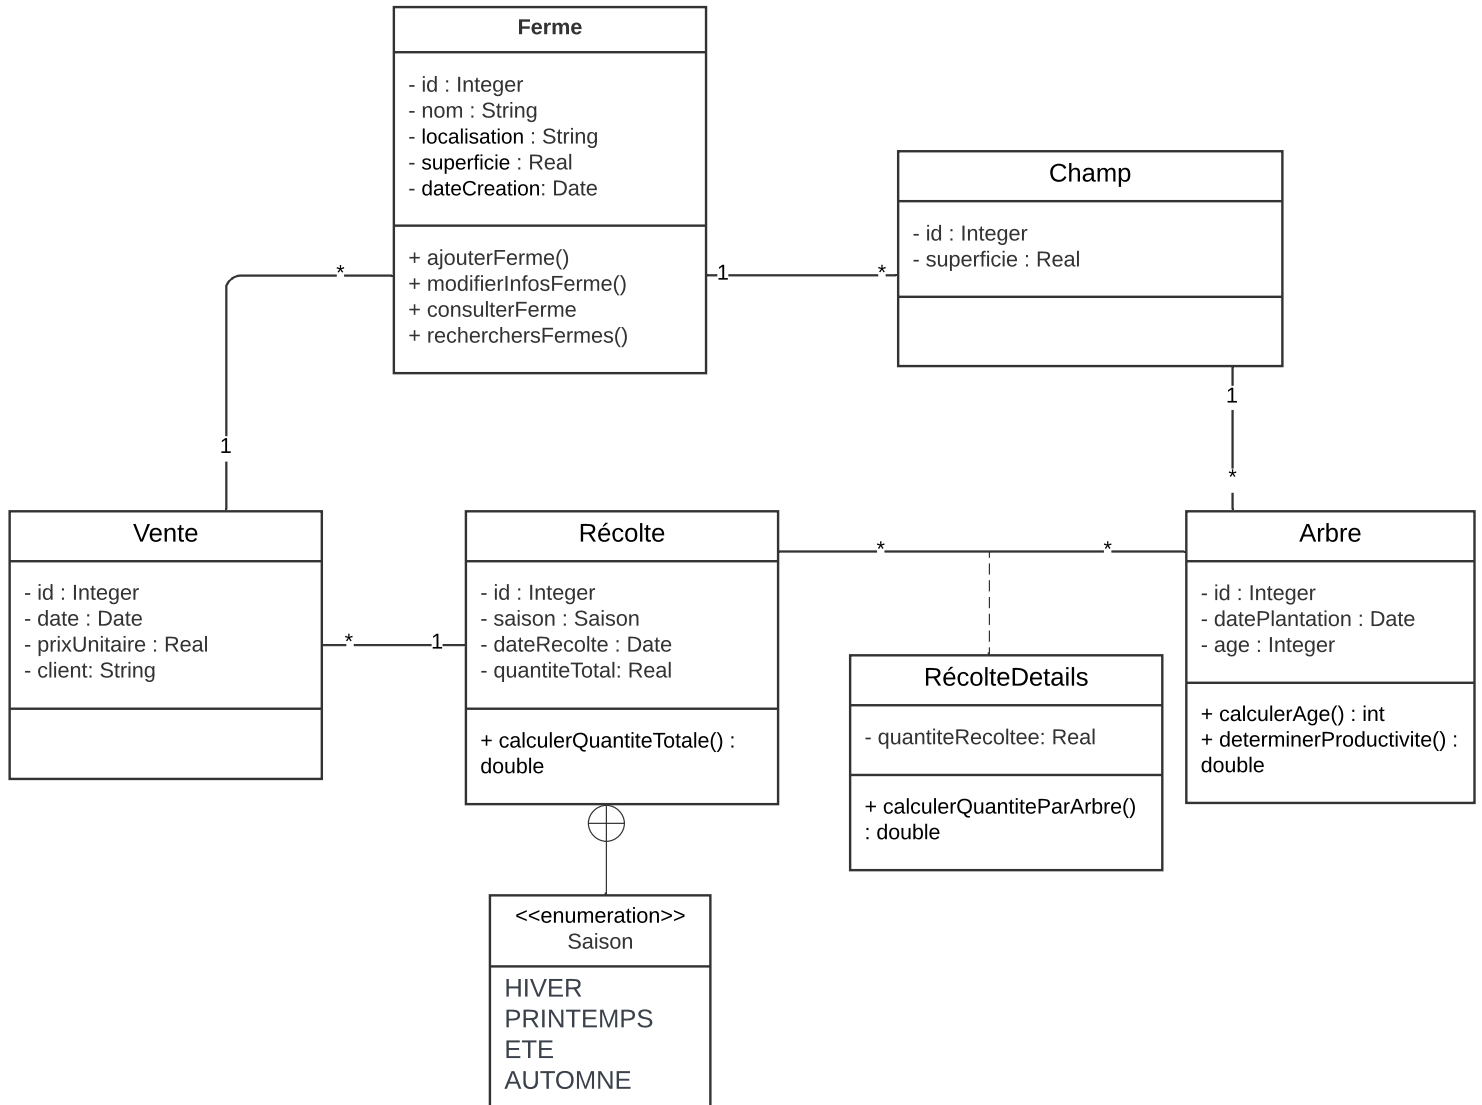 Ferme
- id : Integer
- nom : String
- localisation : String
- superficie : Real
- dateCreation: Date
+ ajouterFerme()
+ modifierInfosFerme()
+ consulterFerme
+ recherchersFermes()
Champ
- id : Integer
- superficie : Real
*
1
*
1
1
*
Vente
- id : Integer
- date : Date
- prixUnitaire : Real
- client: String
*
1
Récolte
- id : Integer
- saison : Saison
- dateRecolte : Date
- quantiteTotal: Real
+ calculerQuantiteTotale() :
double
*
*
RécolteDetails
- quantiteRecoltee: Real
+ calculerQuantiteParArbre()
: double
Arbre
- id : Integer
- datePlantation : Date
- age : Integer
+ calculerAge() : int
+ determinerProductivite() :
double
<<enumeration>>
Saison
HIVER
PRINTEMPS
ETE
AUTOMNE